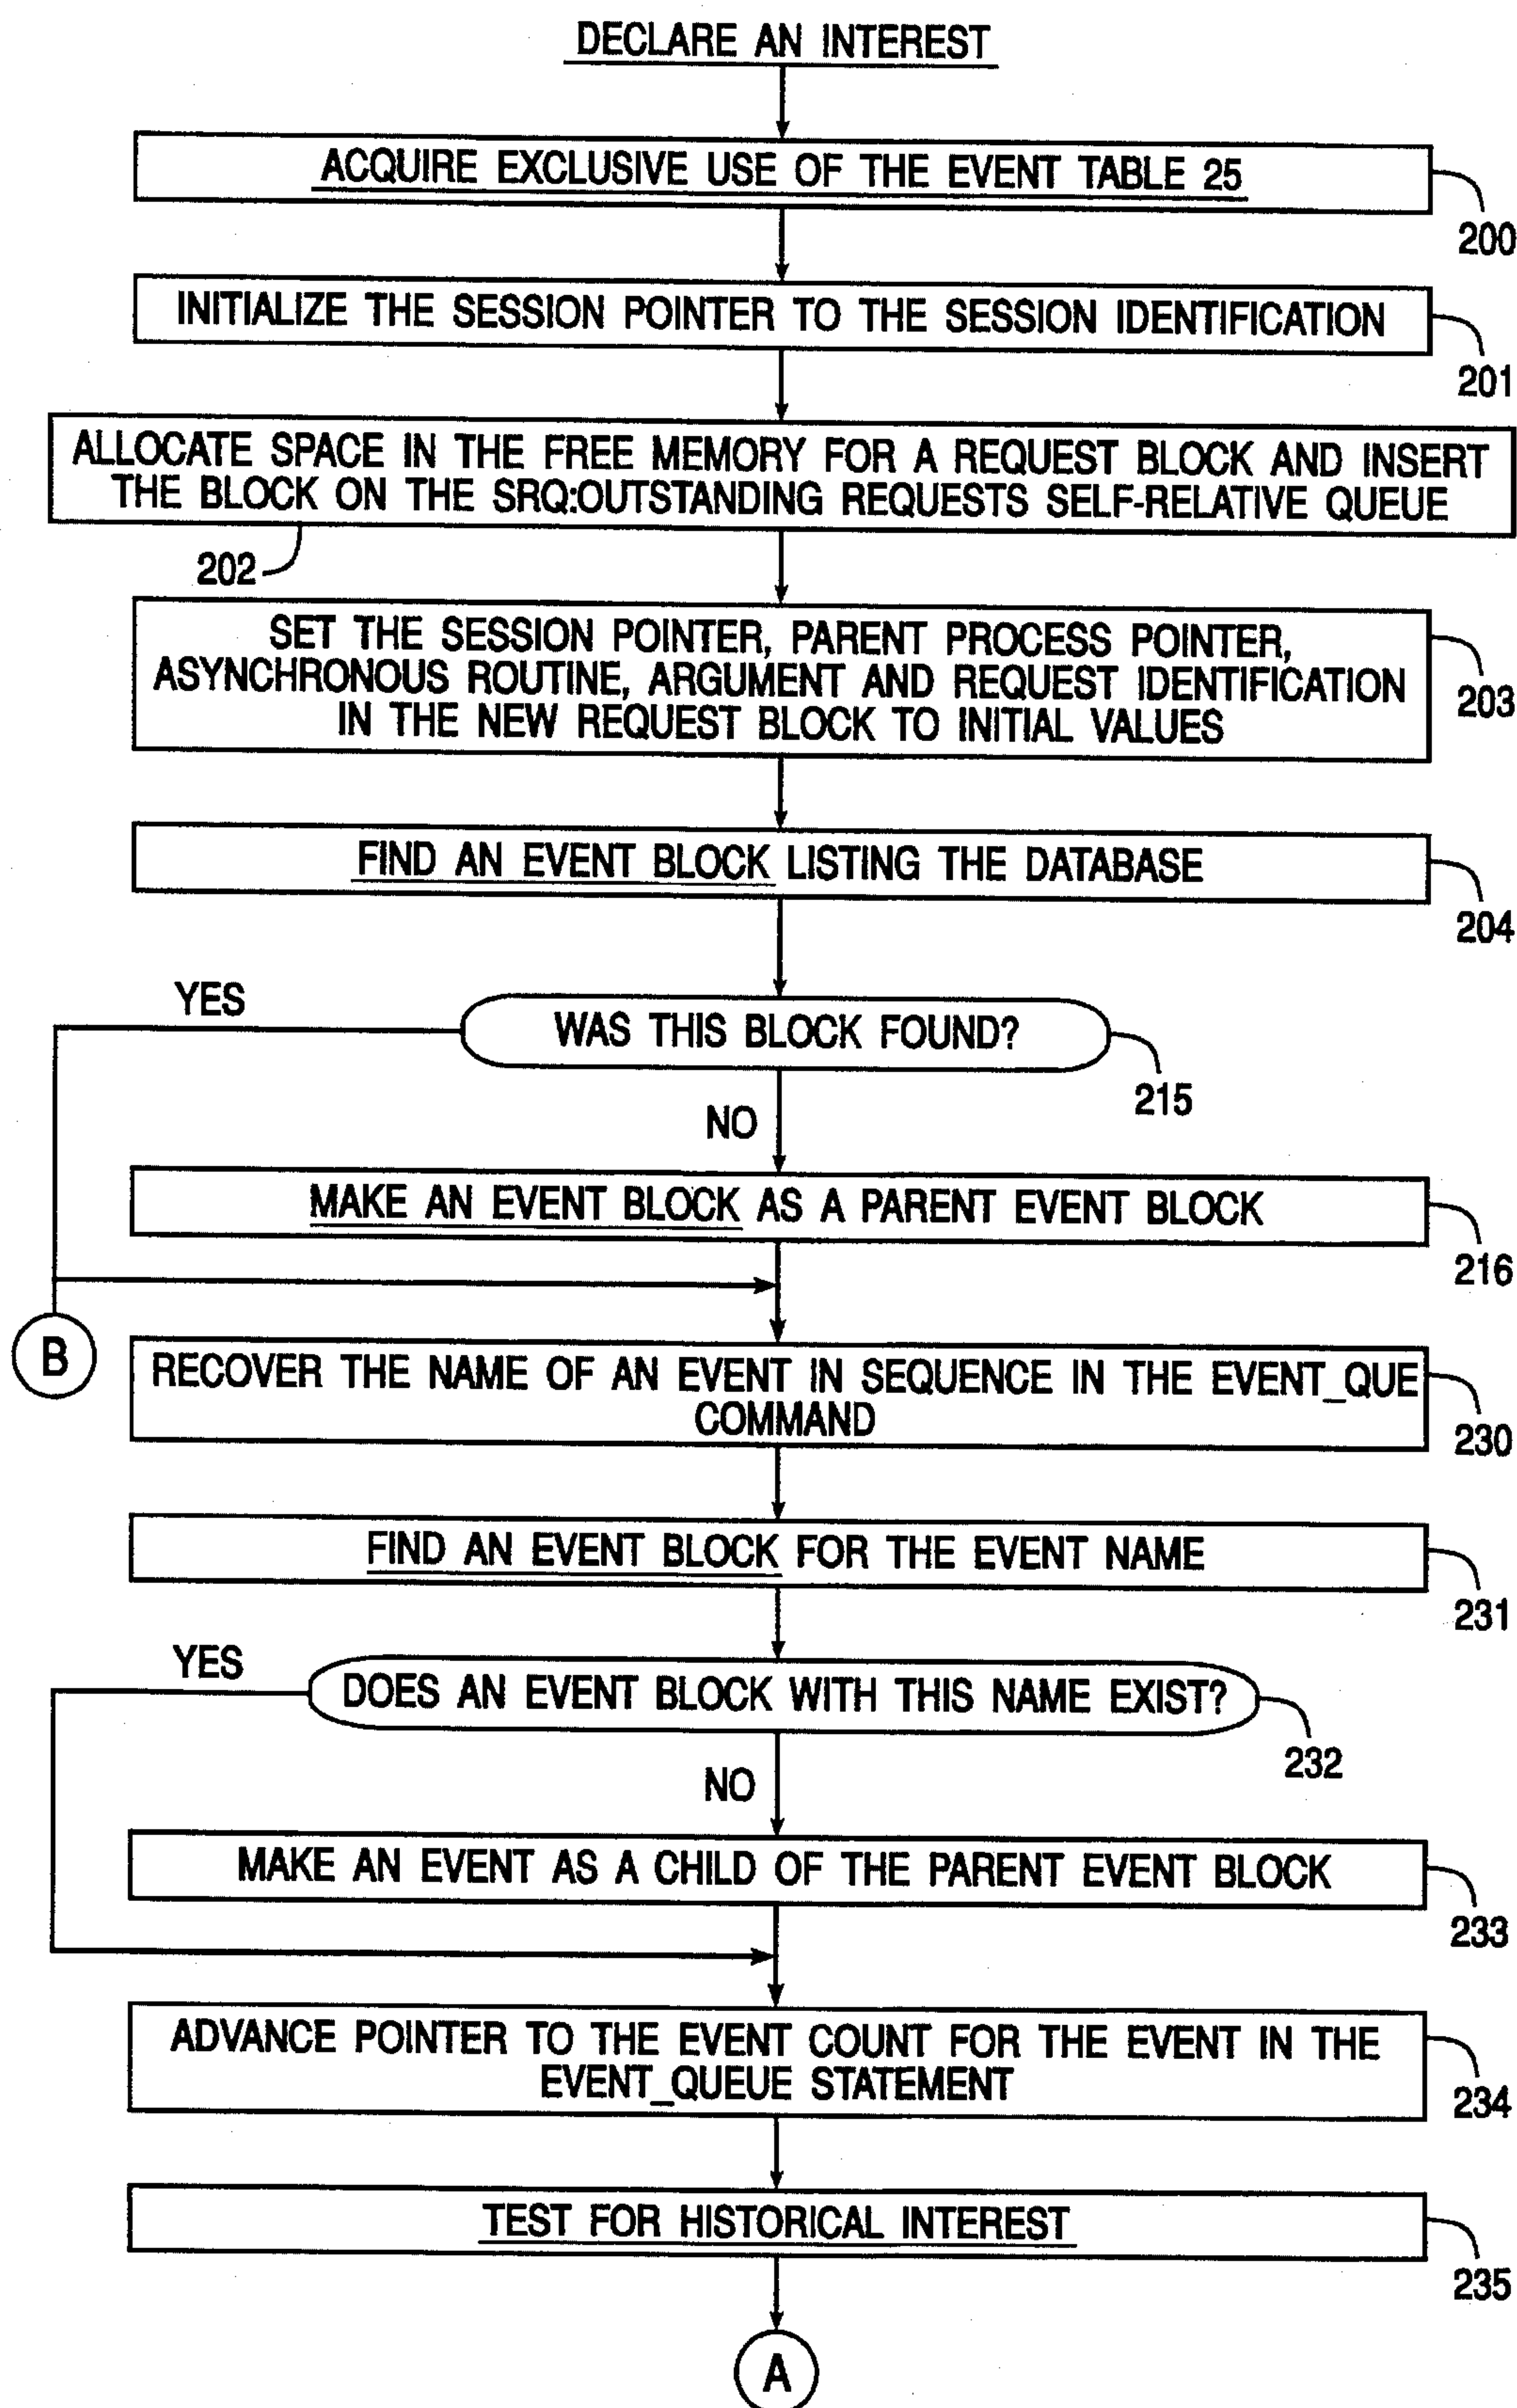 DECLARE AN INTEREST
ACQUIRE EXCLUSIVE USE OF THE EVENT TABLE 25
200
INITIALIZE THE SESSION POINTER TO THE SESSION IDENTIFICATION
201
ALLOCATE SPACE IN THE FREE MEMORY FOR A REQUEST BLOCK AND INSERT
THE BLOCK ON THE SRQ:OUTSTANDING REQUESTS SELF-RELATIVE QUEUE
202
SET THE SESSION POINTER, PARENT PROCESS POINTER,
ASYNCHRONOUS ROUTINE, ARGUMENT AND REQUEST IDENTIFICATION
IN THE NEW REQUEST BLOCK TO INITIAL VALUES
203
FIND AN EVENT BLOCK LISTING THE DATABASE
204
YES
WAS THIS BLOCK FOUND?
215
NO
MAKE AN EVENT BLOCK AS A PARENT EVENT BLOCK
216
B
RECOVER THE NAME OF AN EVENT IN SEQUENCE IN THE EVENT_QUE
COMMAND
230
FIND AN EVENT BLOCK FOR THE EVENT NAME
231
YES
DOES AN EVENT BLOCK WITH THIS NAME EXIST?
232
NO
MAKE AN EVENT AS A CHILD OF THE PARENT EVENT BLOCK
233
ADVANCE POINTER TO THE EVENT COUNT FOR THE EVENT IN THE
EVENT_QUEUE STATEMENT
234
TEST FOR HISTORICAL INTEREST
235
A